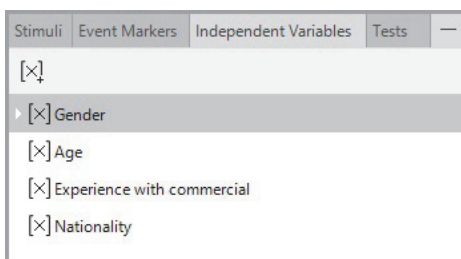 Stimuli Event Markers Independent Variables Tests
Gender
Age
Experience with commercial
Nationality